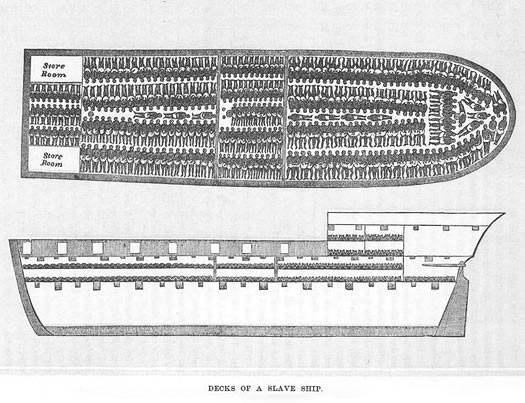 Store
Room
Store
Room
DECKS OF A SLAVE SHIP.